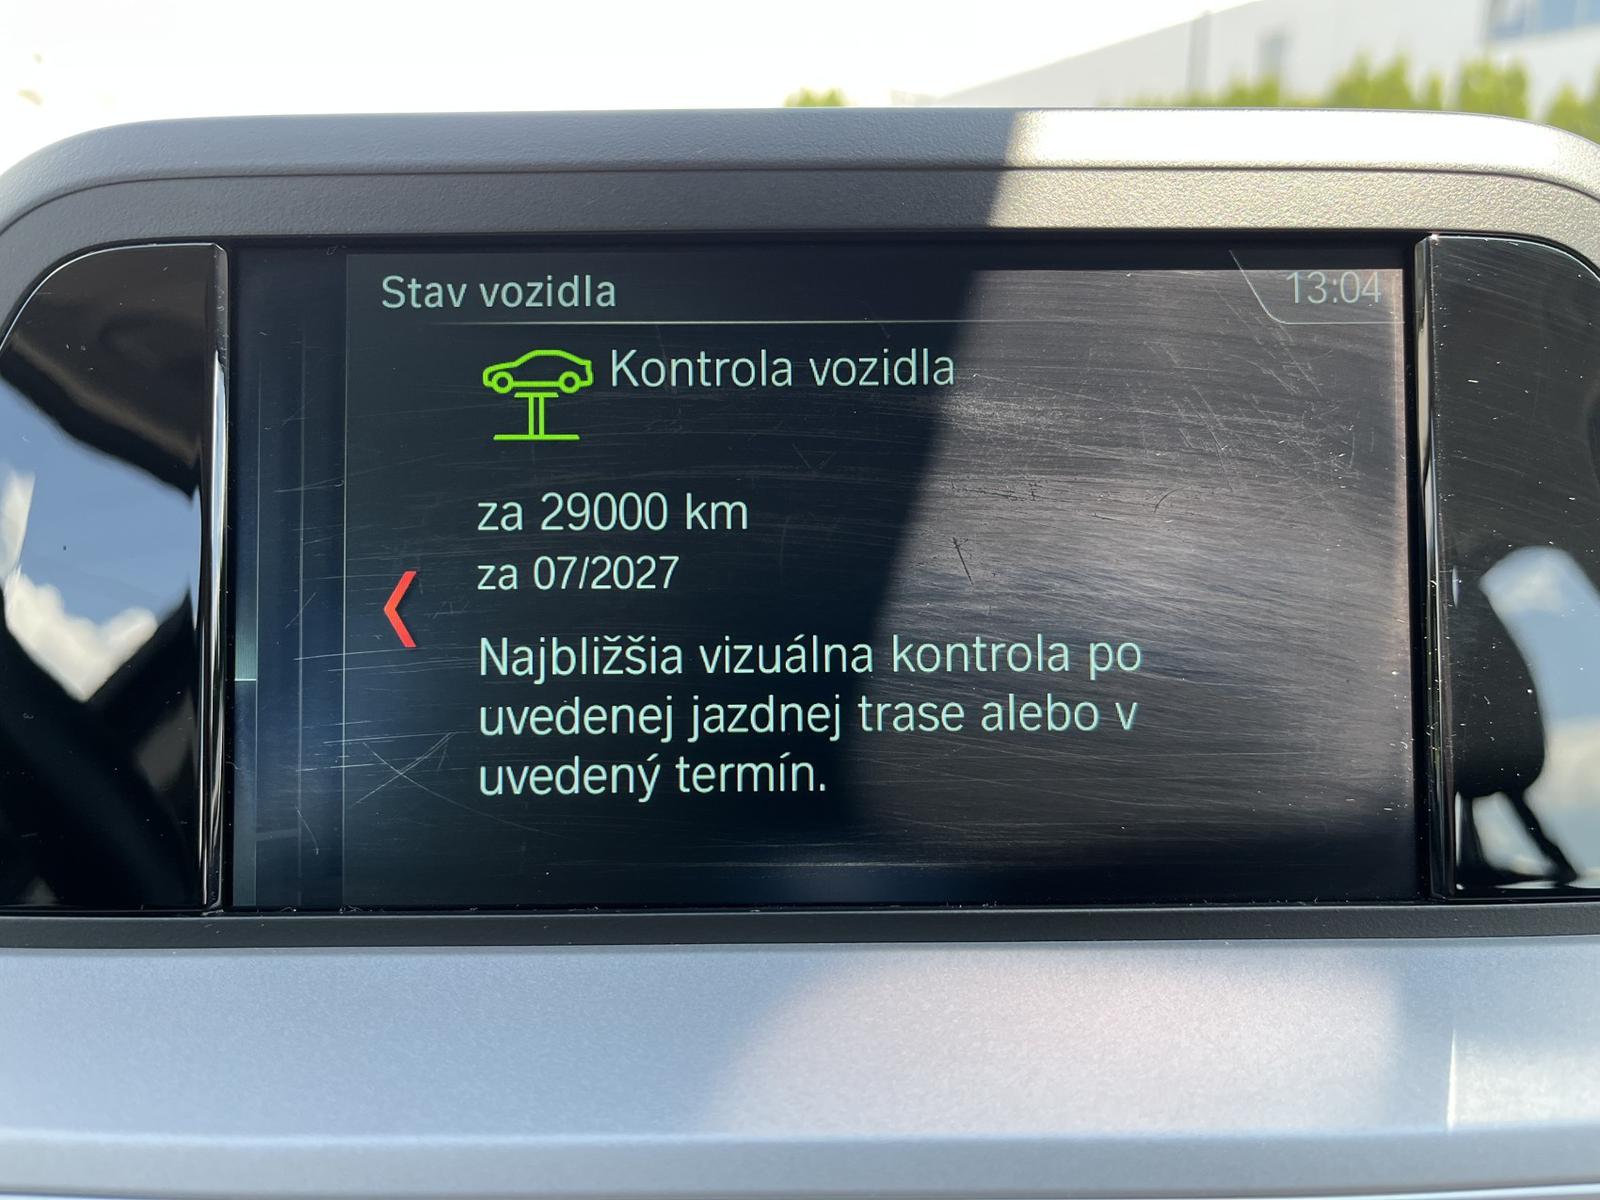 Stav vozidla
13:04
Kontrola vozidla
za 29000 km
za 07/2027
Najbližšia vizuálna kontrola po
uvedenej jazdnej trase alebo v
uvedený termín.